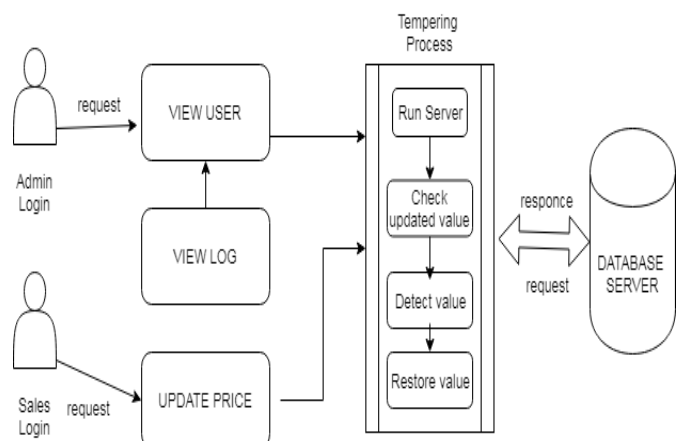 Tempering
Process
request
VIEW USER
Run Server
Admin
Login
Check
updated value
responce
request
DATABASE
SERVER
VIEW LOG
Detect value
Restore value
Sales
Login
request
UPDATE PRICE